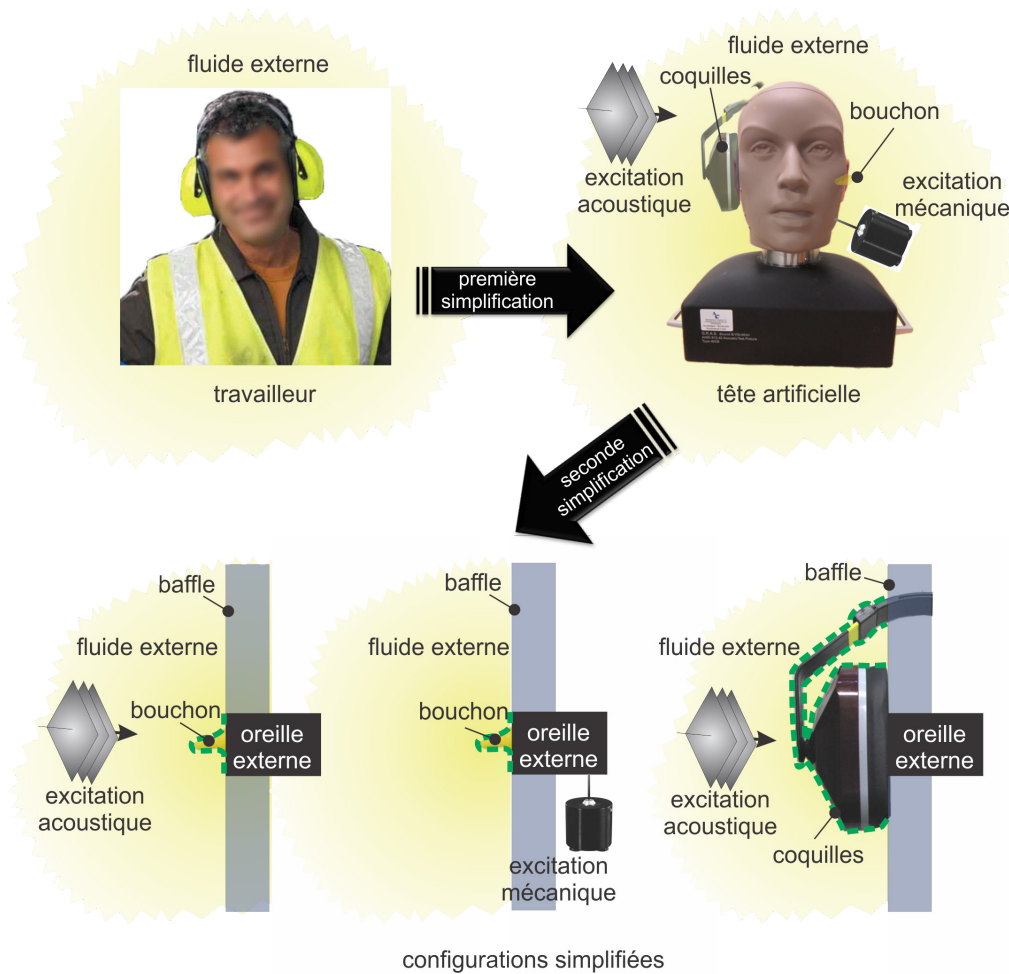 fluide externe
travailleur
première
simplification
fluide externe
coquilles
bouchon
excitation
acoustique
excitation
mécanique
tête artificielle
seconde
simplification
baffle
fluide externe
bouchon
oreille
externe
excitation
acoustique
baffle
fluide externe
bouchon
oreille
externe
excitation
mécanique
baffle
fluide externe
oreille
externe
excitation
acoustique
coquilles
configurations simplifiées